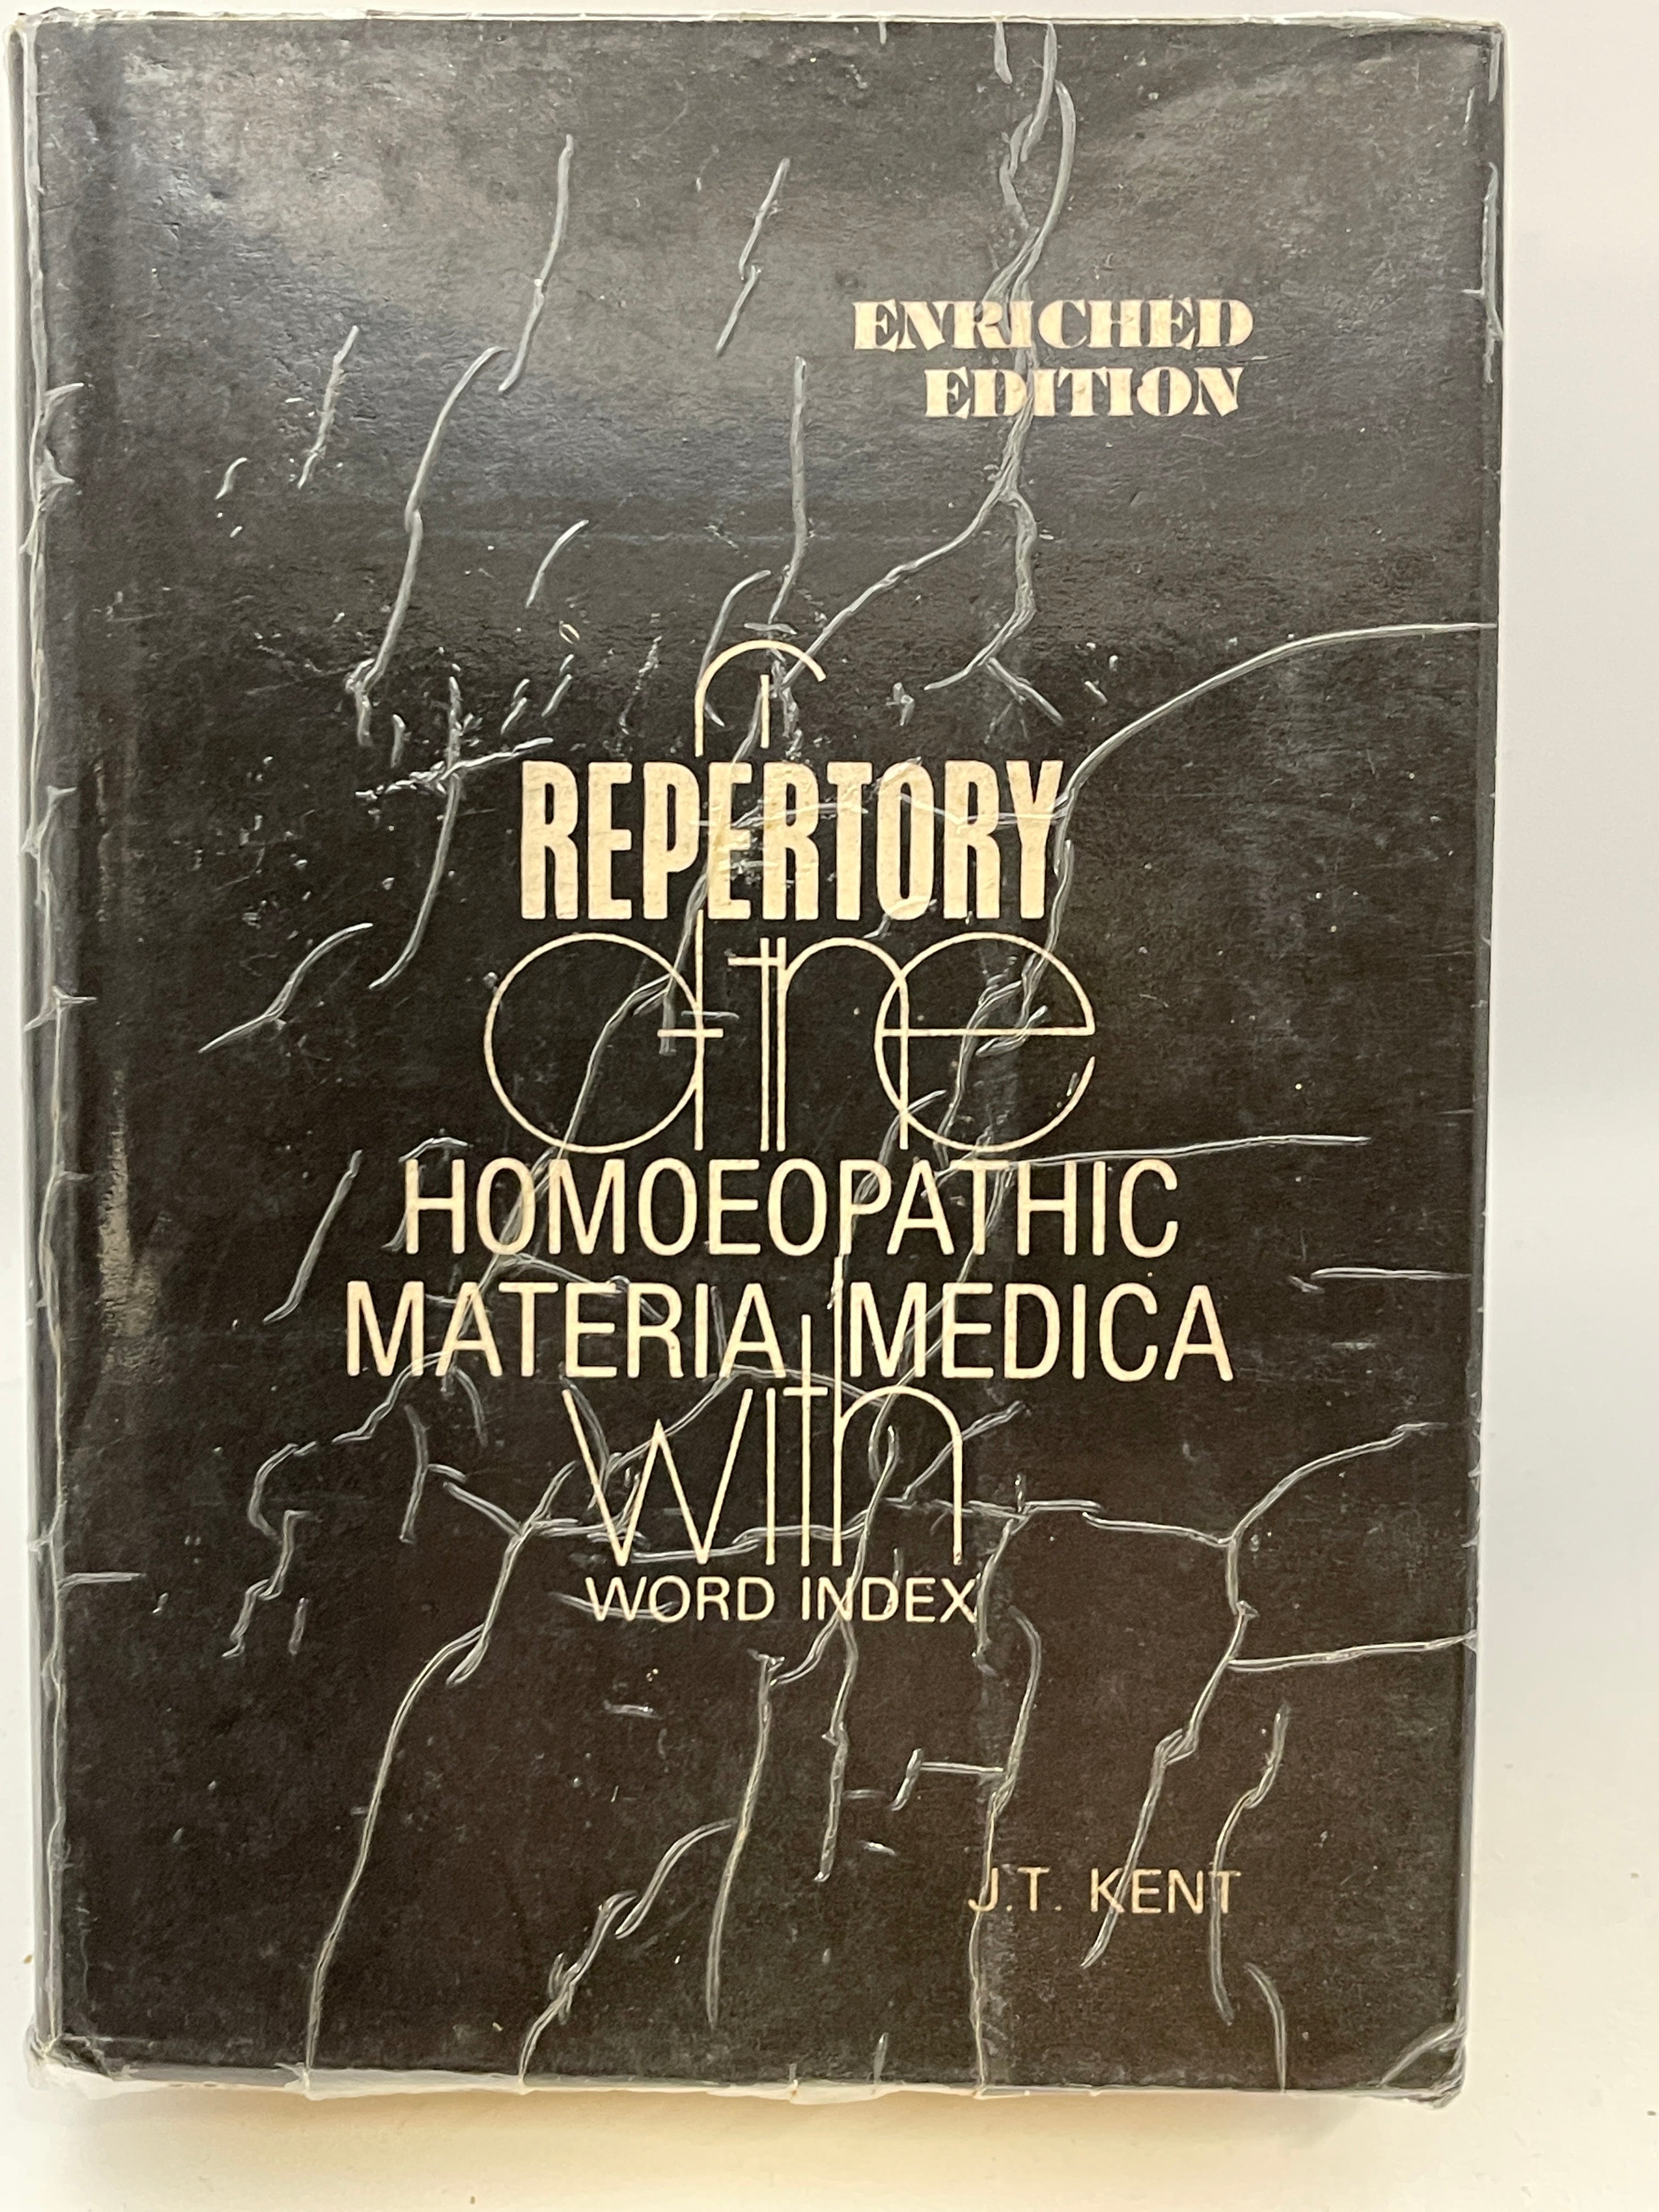 ENRICHED
EDITION
REPERTORY
of the
HOMOEOPATHIC
MATERIA MEDICA
with
WORD INDEX
J.T. KENT